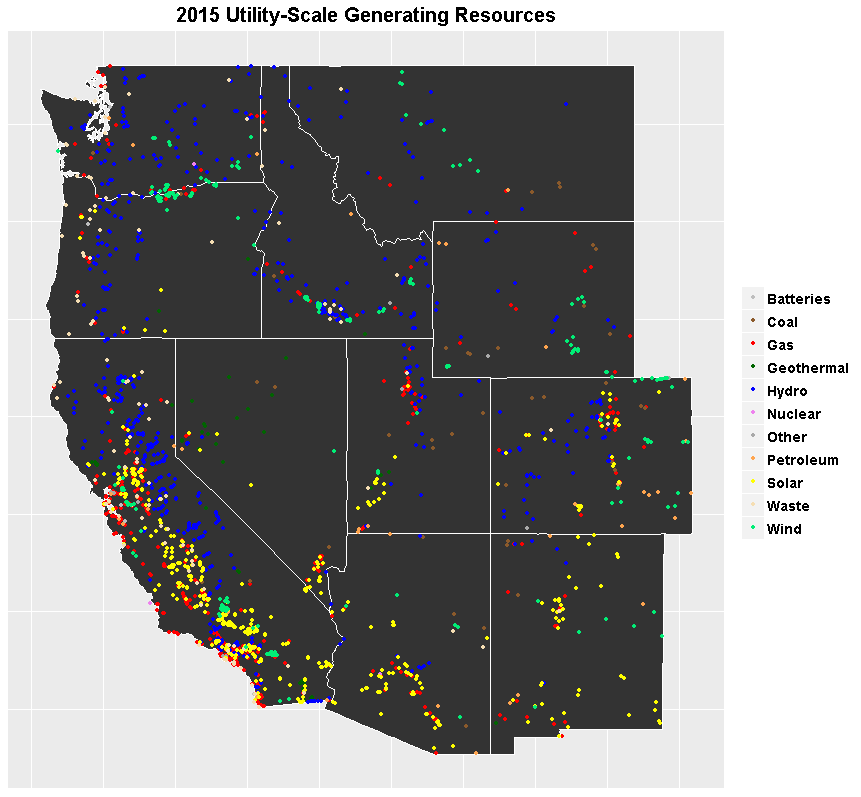 2015 Utility-Scale Generating Resources
Batteries
Coal
Gas
Geothermal
Hydro
Nuclear
Other
Petroleum
Solar
Waste
Wind